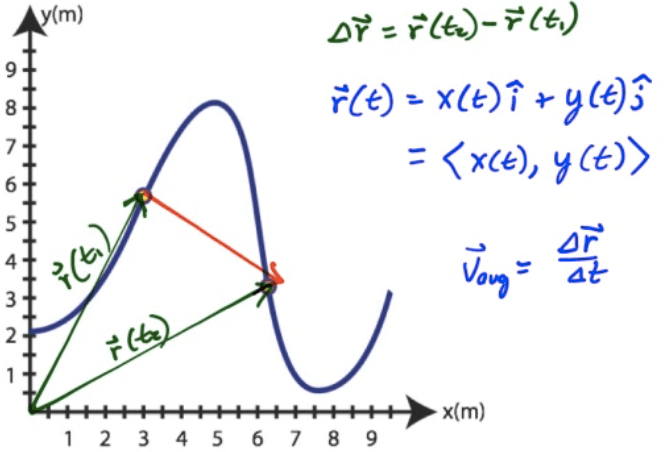 y(m)
Δr⃗ = r⃗(t₂) - r⃗(t₁)
9
8
7
6
5
4
3
2
1
r⃗(t) = x(t) î + y(t) ĵ
= ⟨x(t), y(t)⟩
v⃗avg = Δr⃗/Δt
r⃗(t₁)
r⃗(t₂)
x(m)
1 2 3 4 5 6 7 8 9